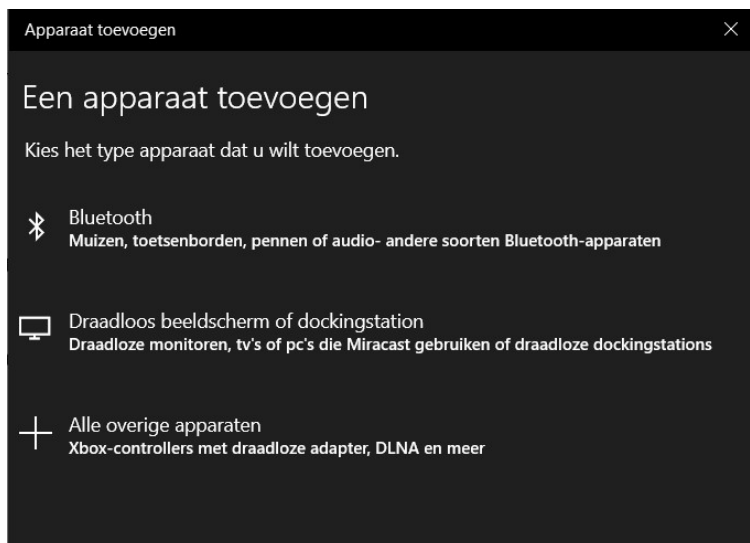 Apparaat toevoegen
Een apparaat toevoegen
Kies het type apparaat dat u wilt toevoegen.
Bluetooth
Muizen, toetsenborden, pennen of audio- andere soorten Bluetooth-apparaten
Draadloos beeldscherm of dockingstation
Draadloze monitoren, tv's of pc's die Miracast gebruiken of draadloze dockingstations
Alle overige apparaten
Xbox-controllers met draadloze adapter, DLNA en meer